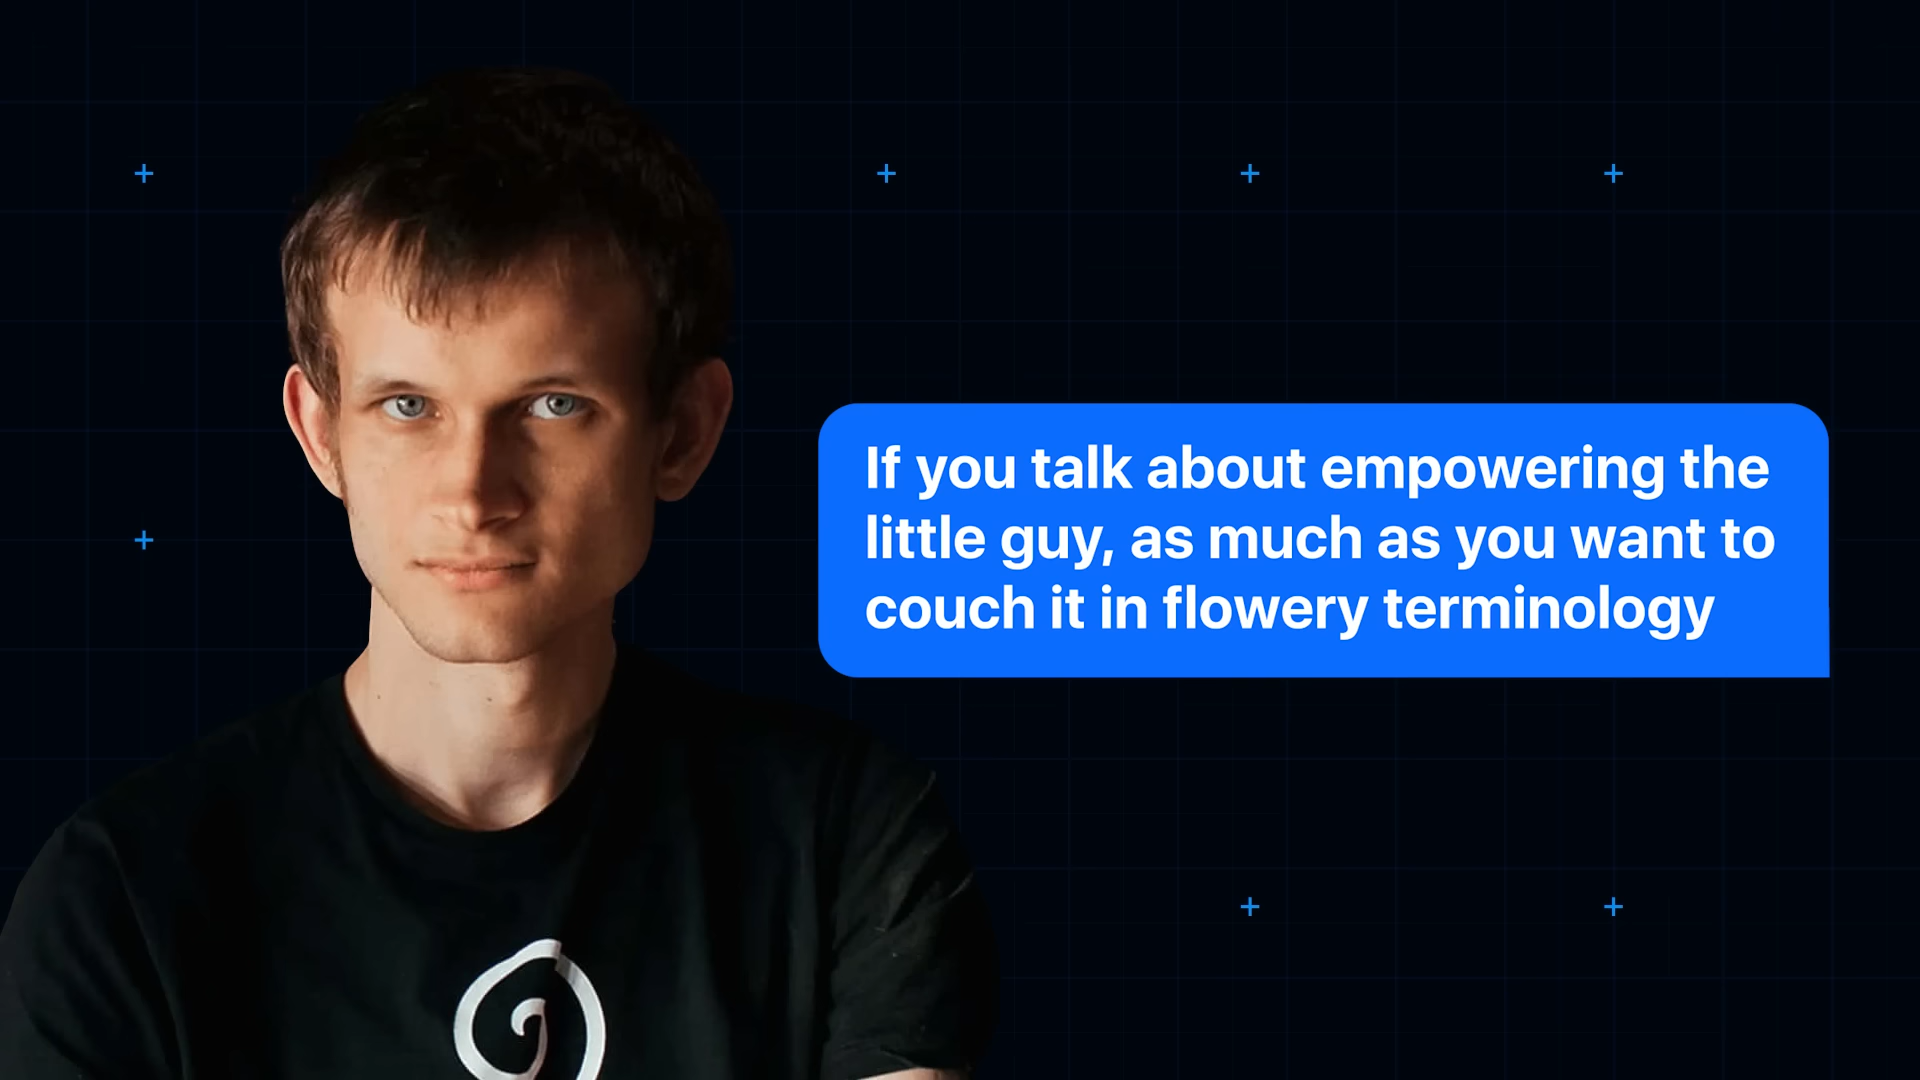 If you talk about empowering the
little guy, as much as you want to
couch it in flowery terminology